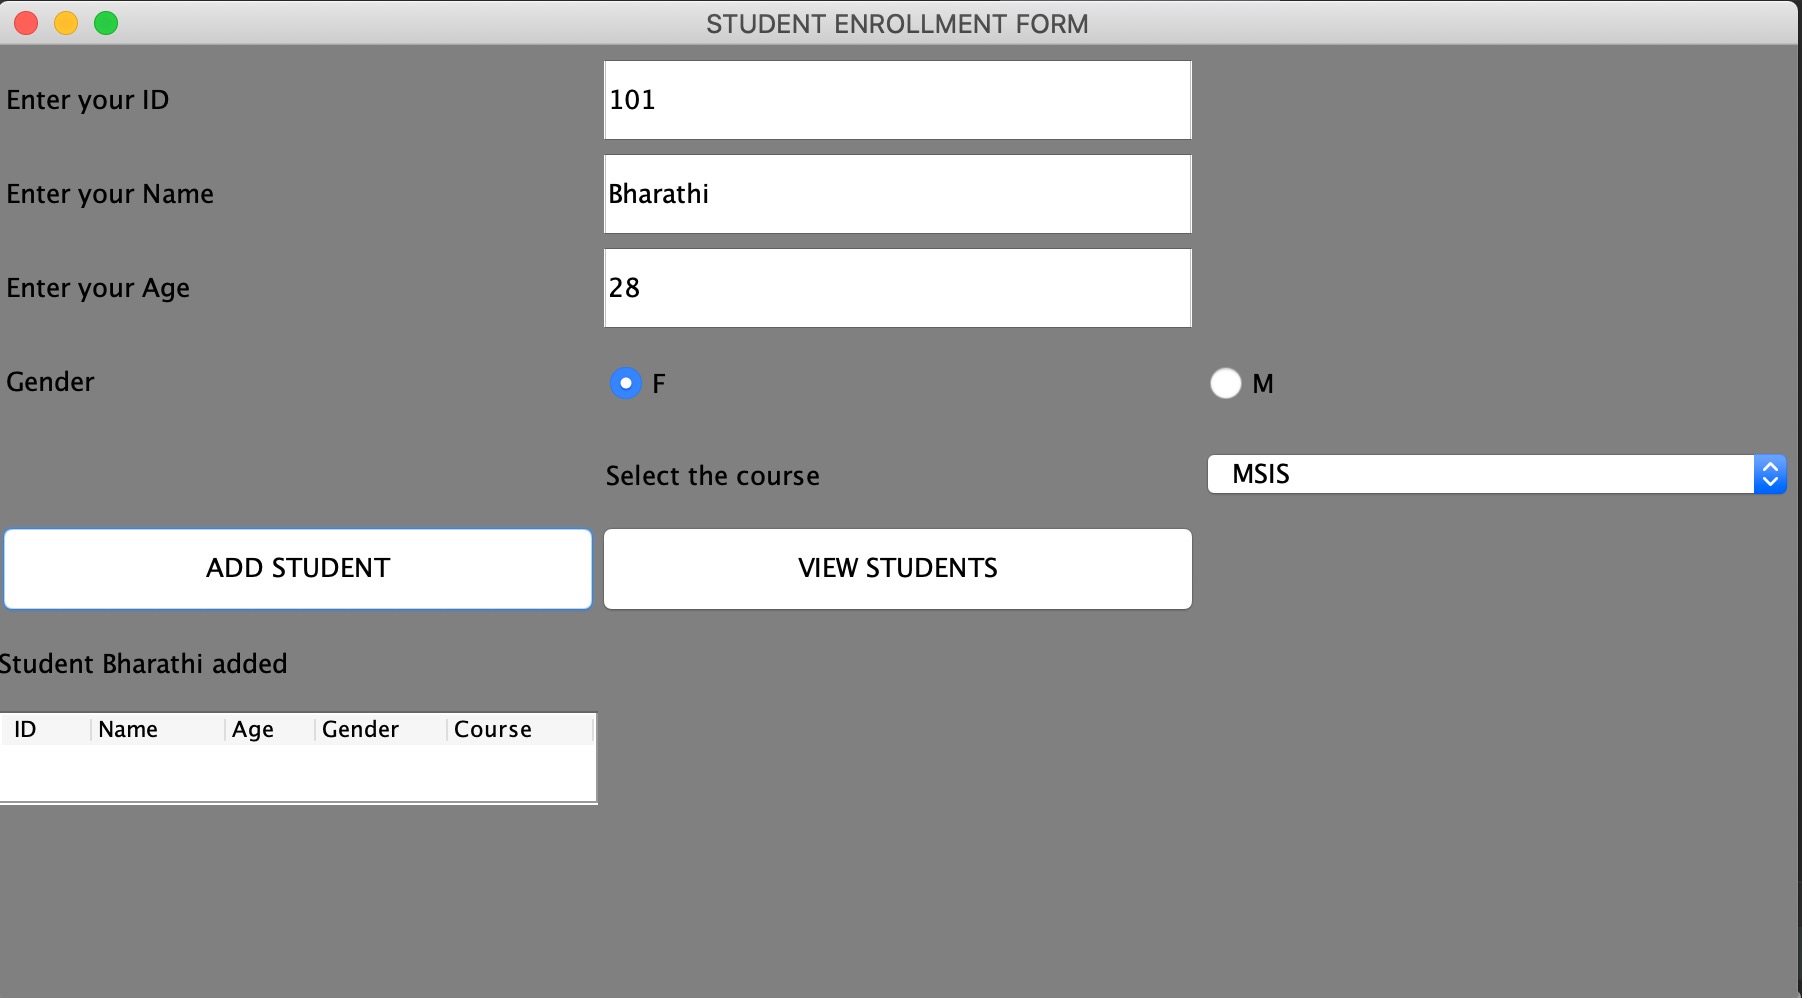 STUDENT ENROLLMENT FORM
Enter your ID 101
Enter your Name Bharathi
Enter your Age 28
Gender F M
Select the course MSIS
ADD STUDENT VIEW STUDENTS
Student Bharathi added
ID Name Age Gender Course